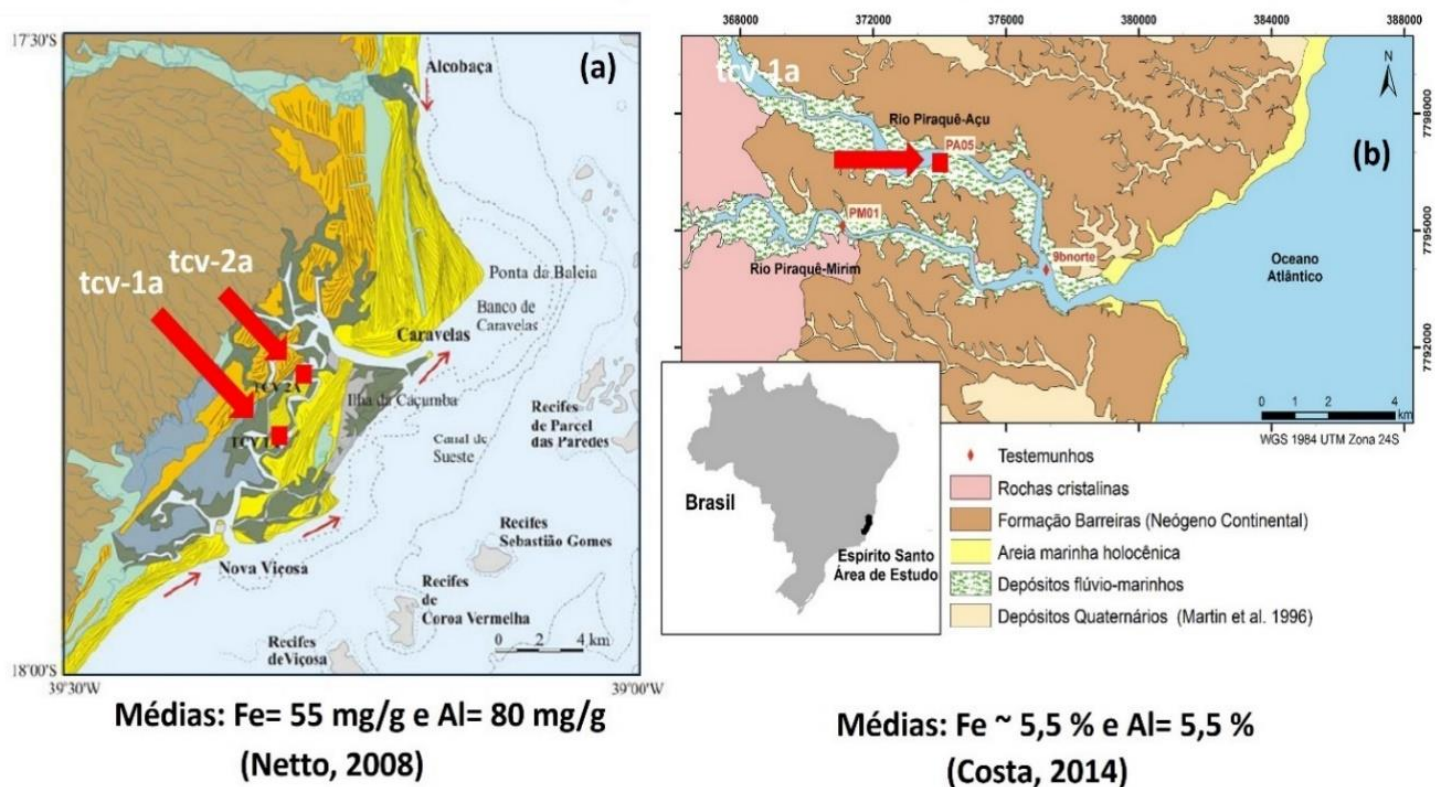 17°30'S
(a)
Alcobaça
tcv-2a
tcv-1a
Ponta da Baleia
Banco de
Caravelas
Caravelas
TCV 2A
Ilha da Caçumba
TCV1
Recifes
de Parcel
das Paredes
Canal de
Sueste
Recifes
Sebastião Gomes
Nova Viçosa
Recifes
de
Coroa Vermelha
0 2 4 km
Recifes
de Viçosa
18°00'S
39°30'W
39°00'W
Médias: Fe= 55 mg/g e Al= 80 mg/g
(Netto, 2008)
368000 372000 376000 380000 384000 388000
tcv-1a
N
Rio Piraquê-Açu
7798000
PA05
(b)
PM01
7795000
9bnorte
Rio Piraquê-Mirim
Oceano
Atlântico
7792000
0 1 2 4
km
WGS 1984 UTM Zona 24S
Brasil
Espírito Santo
Área de Estudo
Testemunhos
Rochas cristalinas
Formação Barreiras (Neógeno Continental)
Areia marinha holocênica
Depósitos flúvio-marinhos
Depósitos Quaternários (Martin et al. 1996)
Médias: Fe ~ 5,5 % e Al= 5,5 %
(Costa, 2014)